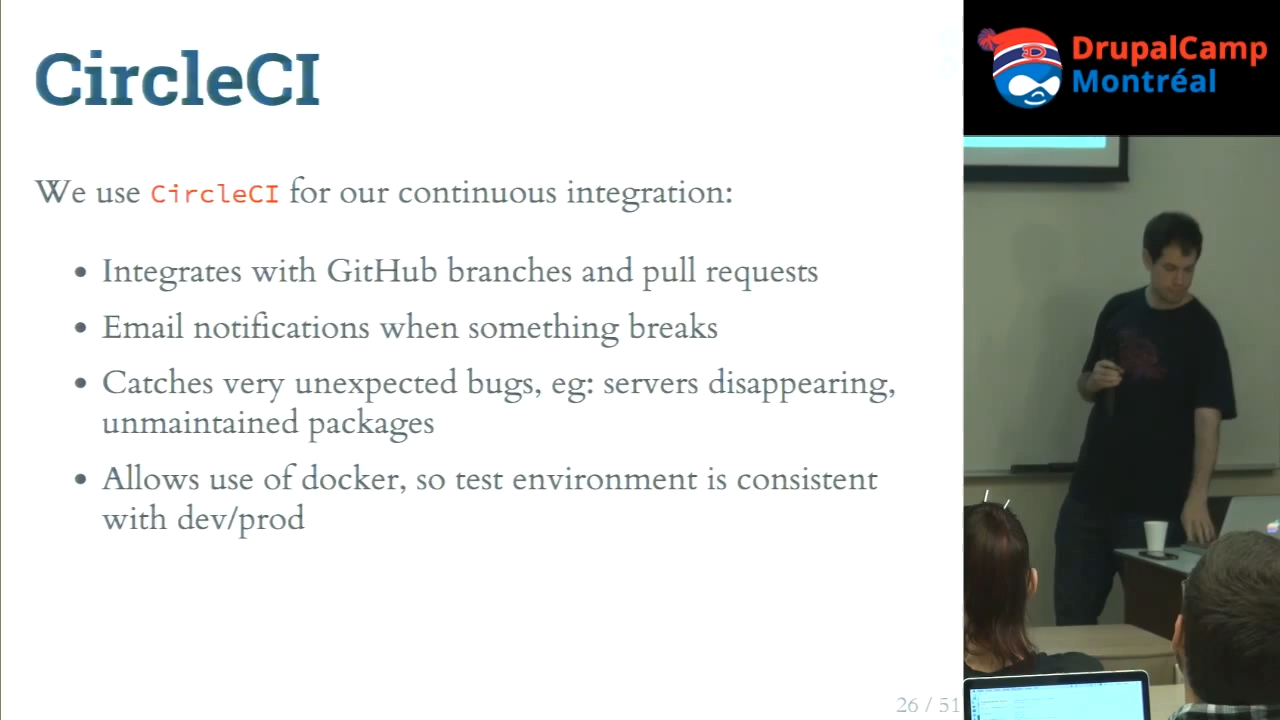 CircleCI
We use CircleCI for our continuous integration:
• Integrates with GitHub branches and pull requests
• Email notifications when something breaks
• Catches very unexpected bugs, eg: servers disappearing,
unmaintained packages
• Allows use of docker, so test environment is consistent
with dev/prod
26 / 51
DrupalCamp
Montréal